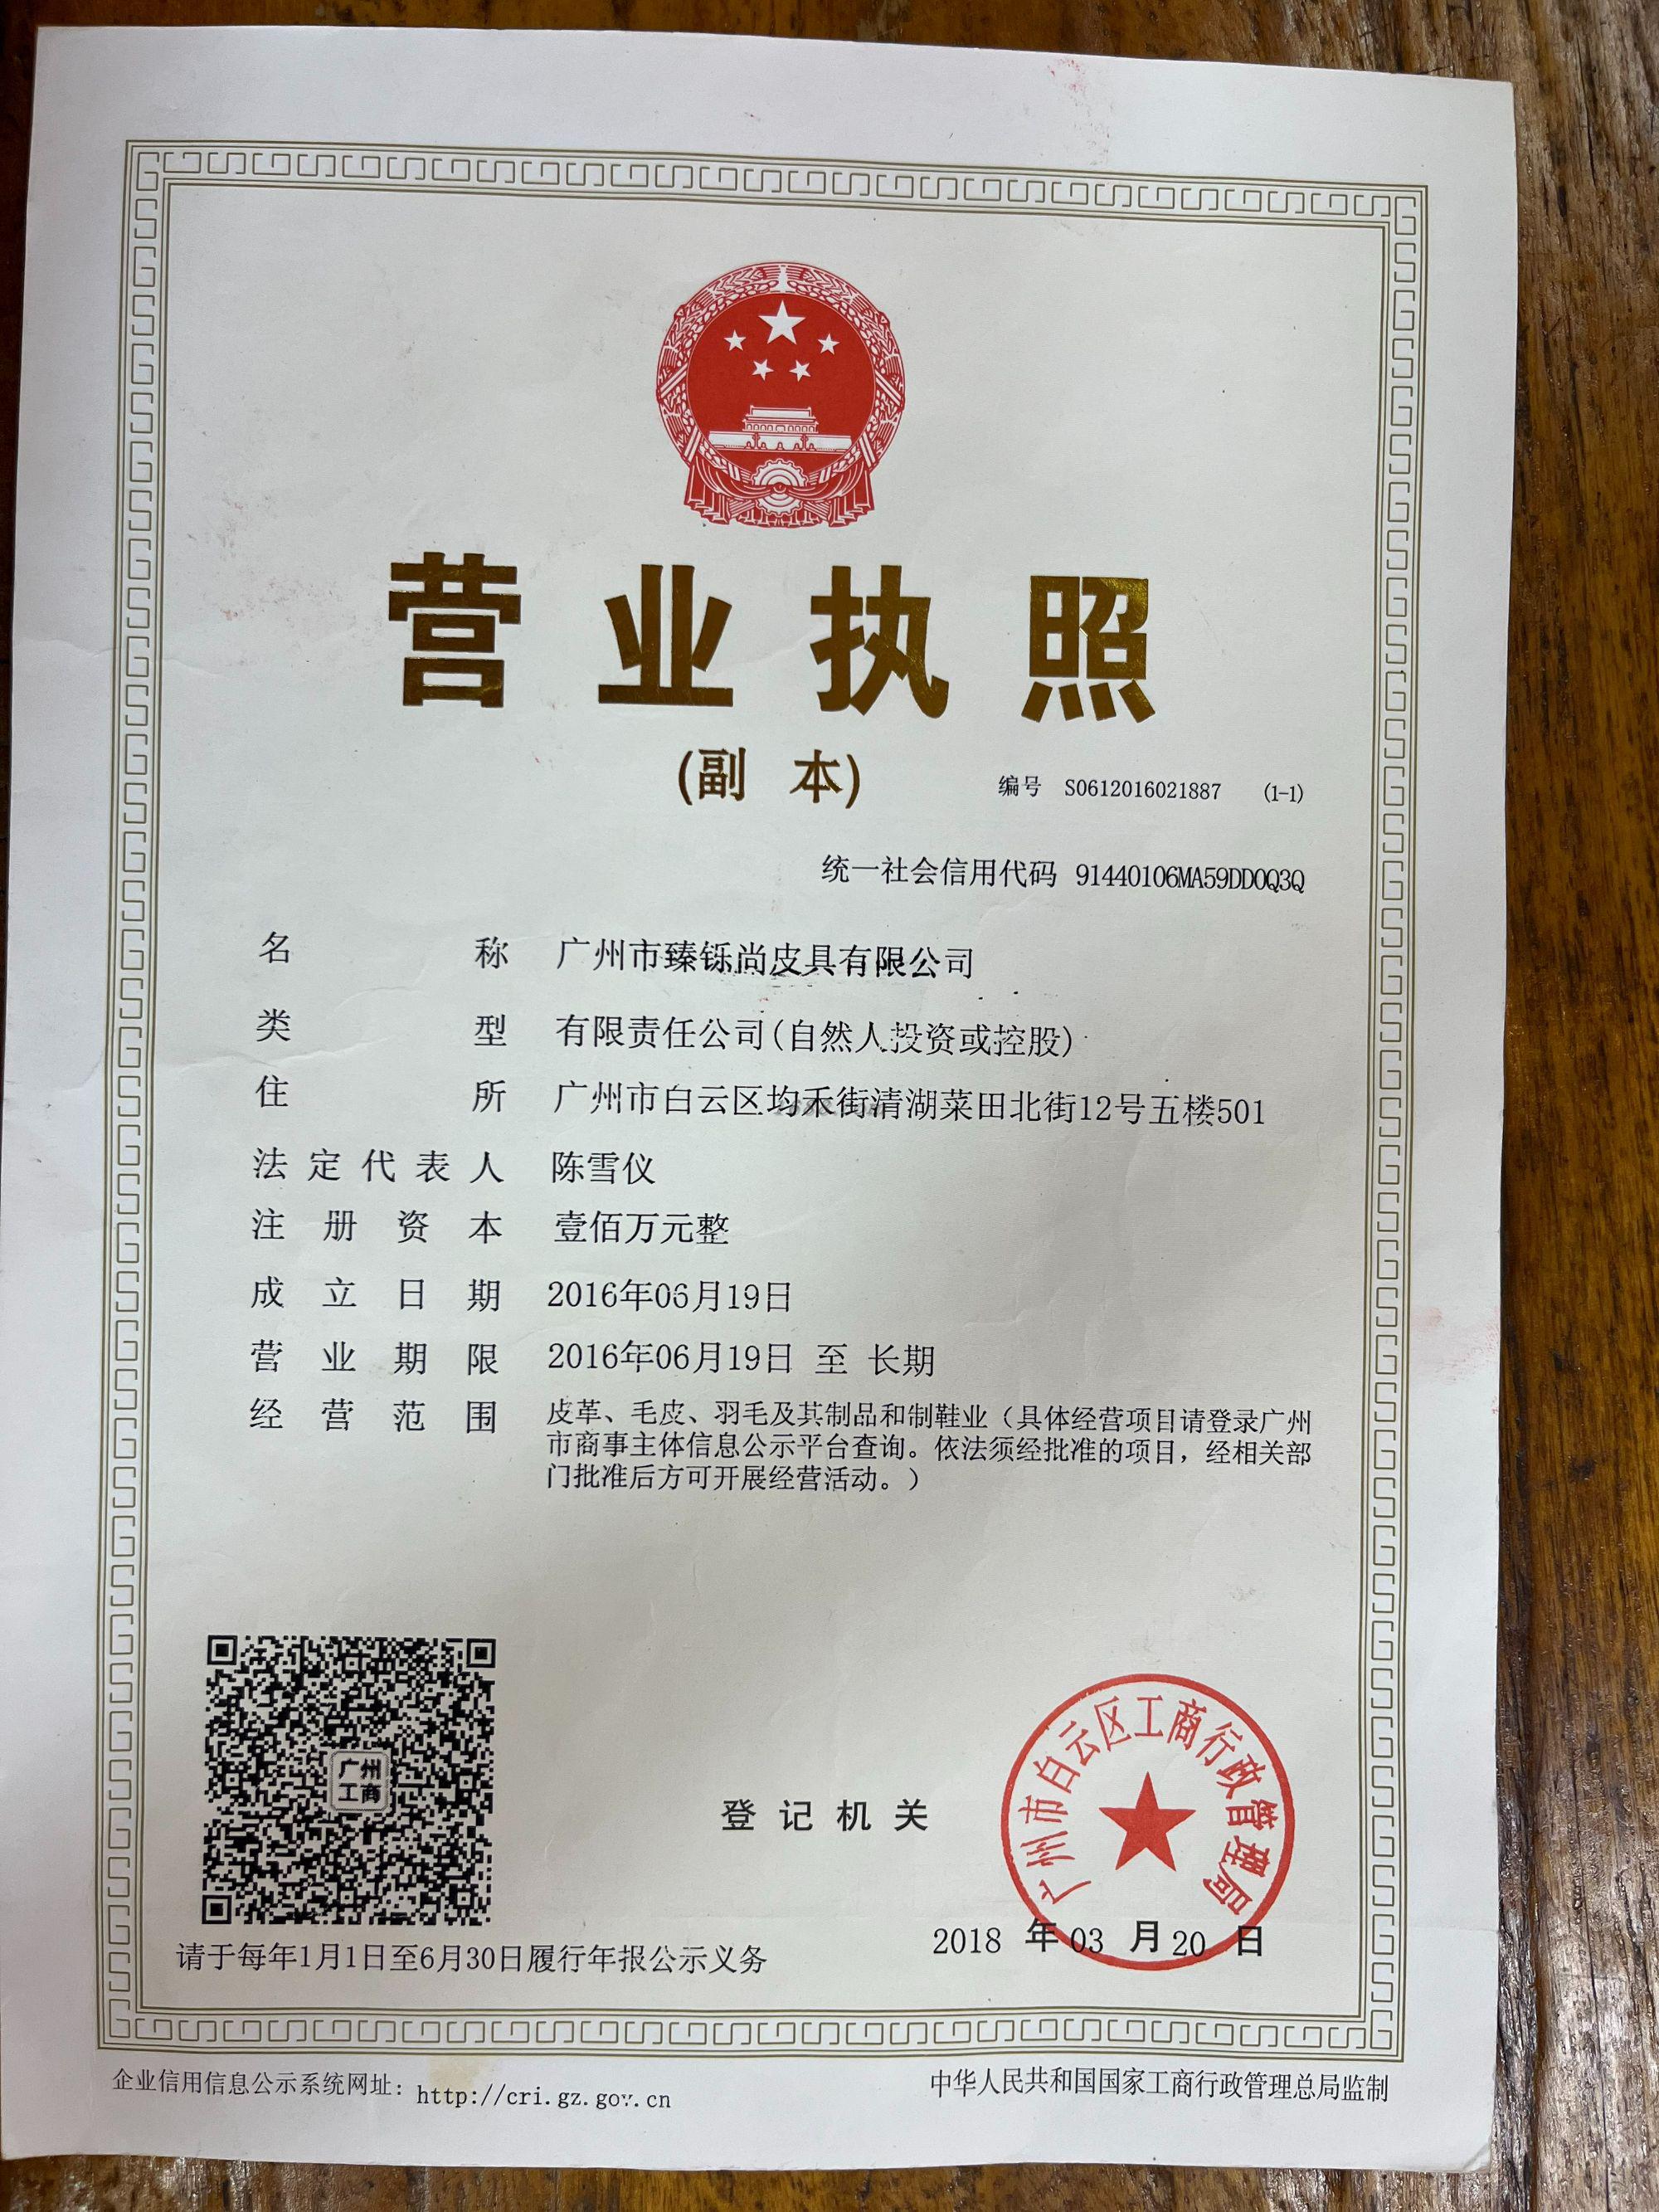 营业执照
(副本)
编号 S0612016021887 (1-1)
统一社会信用代码 91440106MA59DD0Q3Q
名称 广州市臻铄尚皮具有限公司
类型 有限责任公司(自然人投资或控股)
住所 广州市白云区均禾街清湖菜田北街12号五楼501
法定代表人 陈雪仪
注册资本 壹佰万元整
成立日期 2016年06月19日
营业期限 2016年06月19日 至 长期
经营范围 皮革、毛皮、羽毛及其制品和制鞋业（具体经营项目请登录广州
市商事主体信息公示平台查询。依法须经批准的项目，经相关部
门批准后方可开展经营活动。）
广州
工商
登记机关
广州市白云区工商行政管理局
2018 年 03 月 20 日
请于每年1月1日至6月30日履行年报公示义务
企业信用信息公示系统网址: http://cri.gz.gov.cn
中华人民共和国国家工商行政管理总局监制